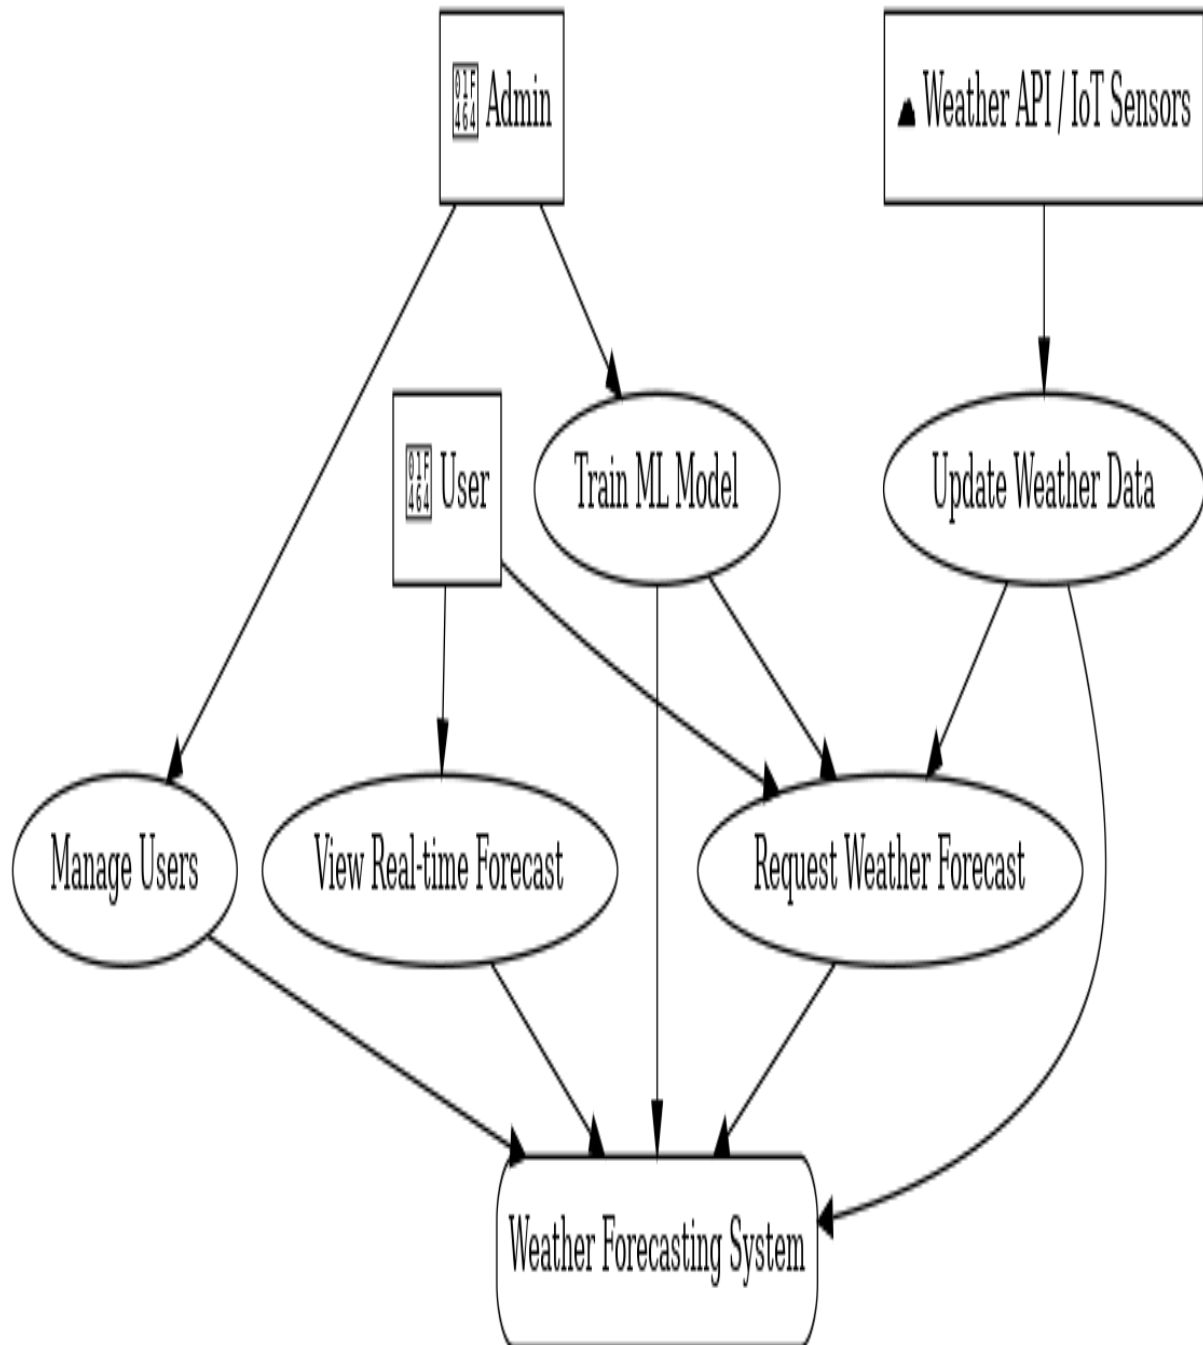 Admin
Weather API / IoT Sensors
User
Train ML Model
Update Weather Data
Manage Users
View Real-time Forecast
Request Weather Forecast
Weather Forecasting System